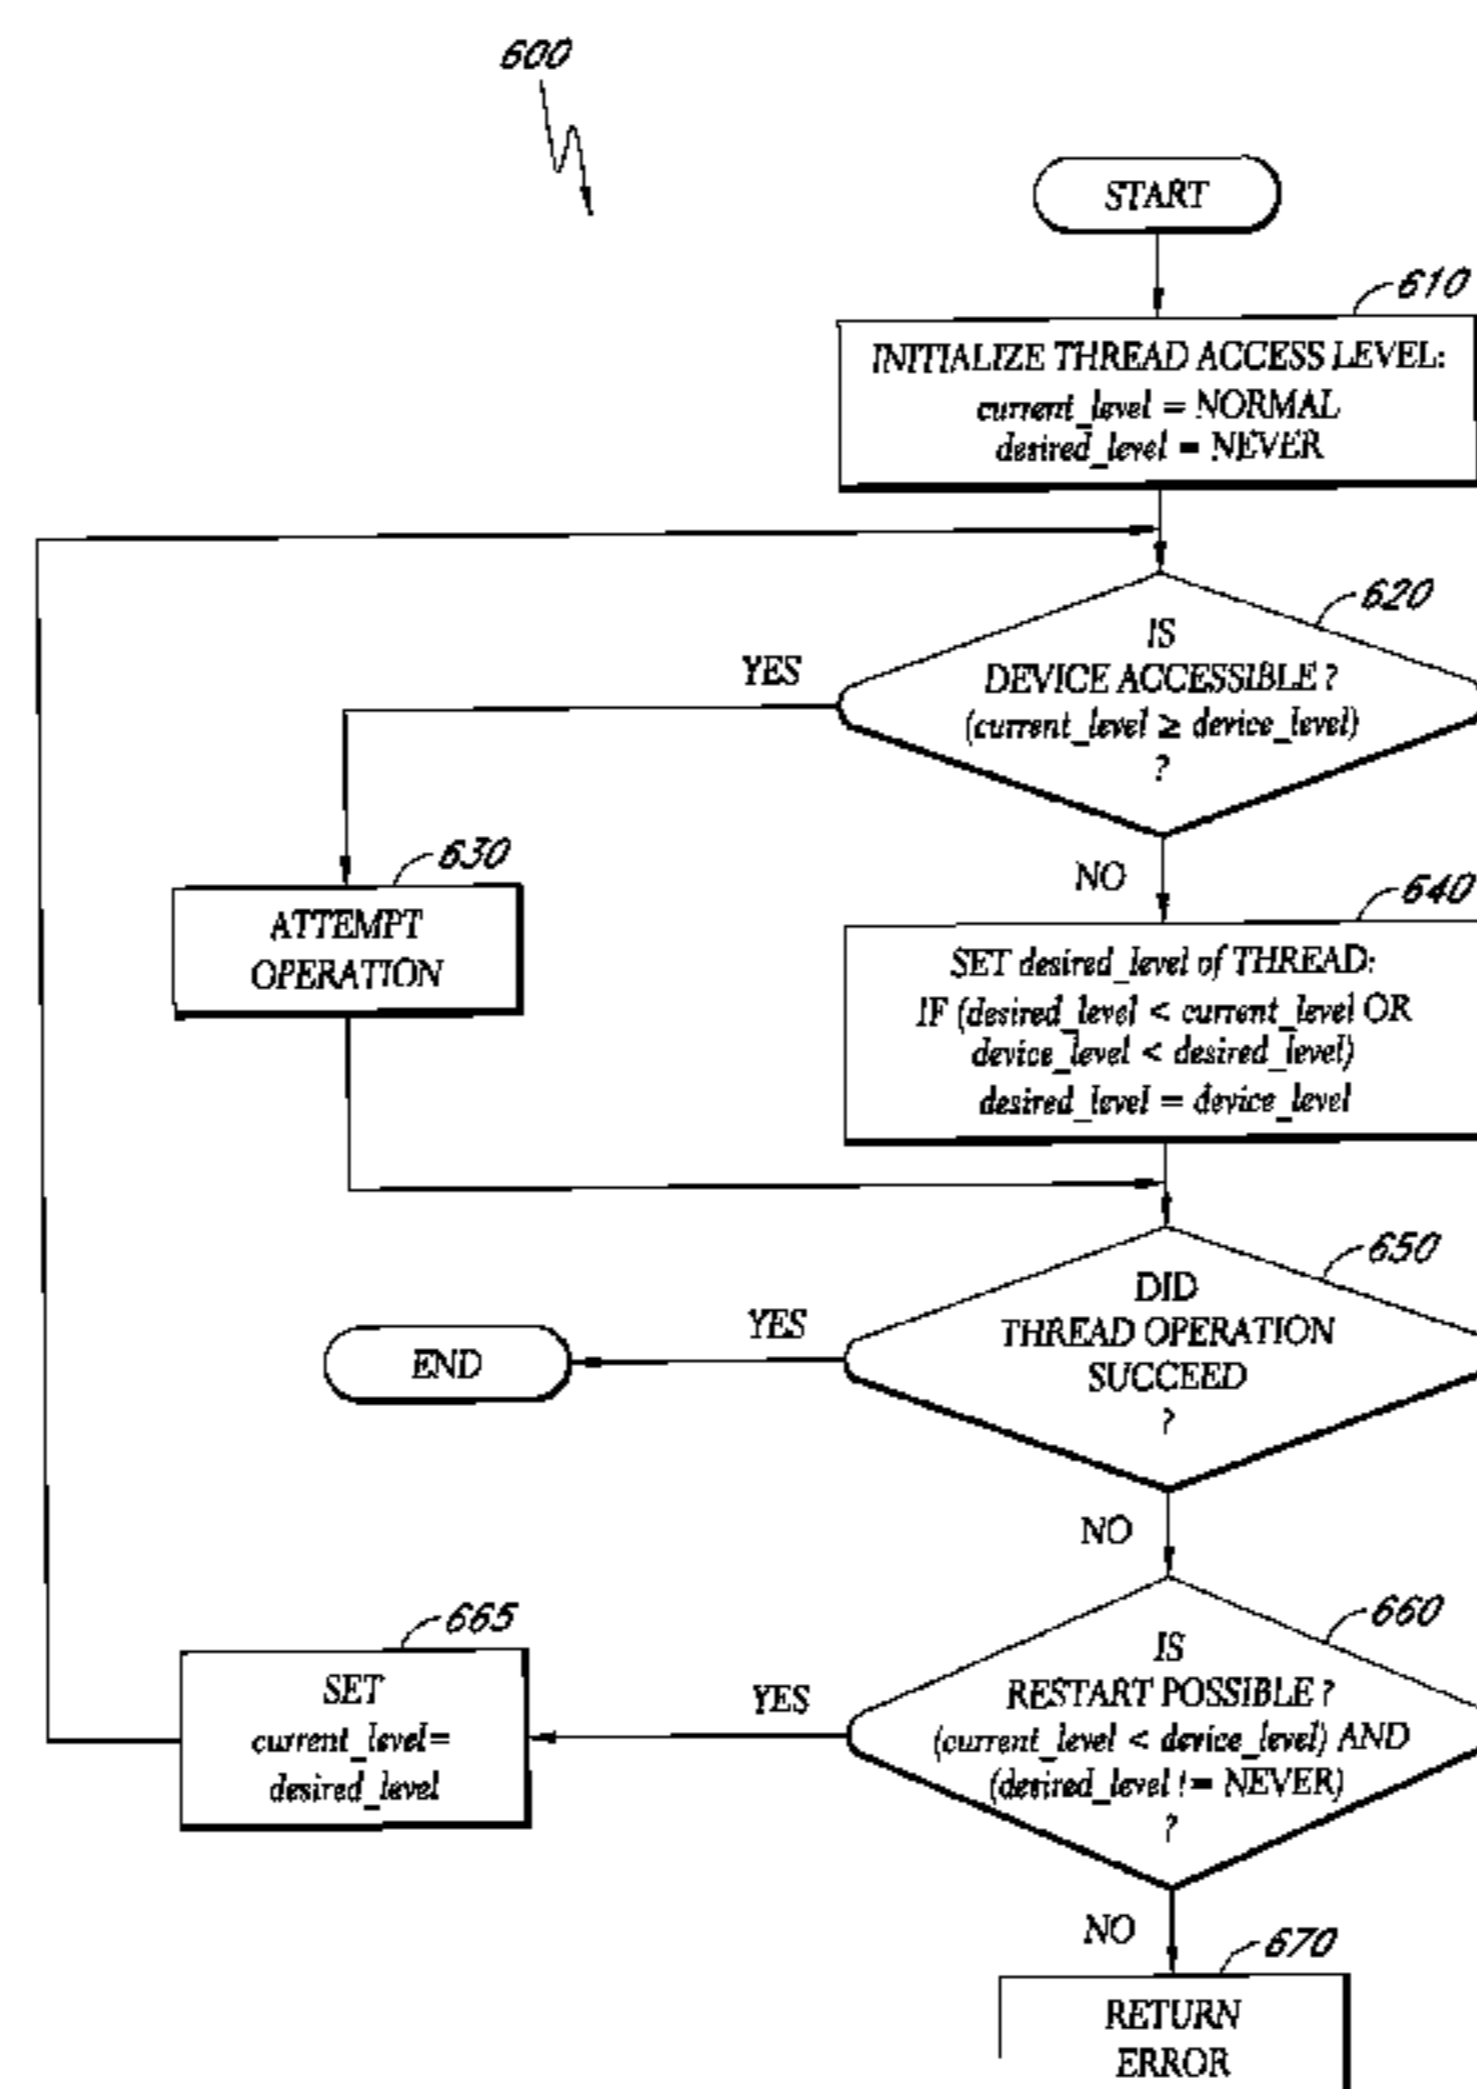 600
START
610
INITIALIZE THREAD ACCESS LEVEL:
current_level = NORMAL
desired_level = NEVER
620
IS
DEVICE ACCESSIBLE ?
(current_level ≥ device_level)
?
YES
NO
630
ATTEMPT
OPERATION
640
SET desired_level of THREAD:
IF (desired_level < current_level OR
device_level < desired_level)
desired_level = device_level
650
DID
THREAD OPERATION
SUCCEED
?
YES
END
NO
660
IS
RESTART POSSIBLE ?
(current_level < device_level) AND
(desired_level != NEVER)
?
YES
665
SET
current_level=
desired_level
NO
670
RETURN
ERROR